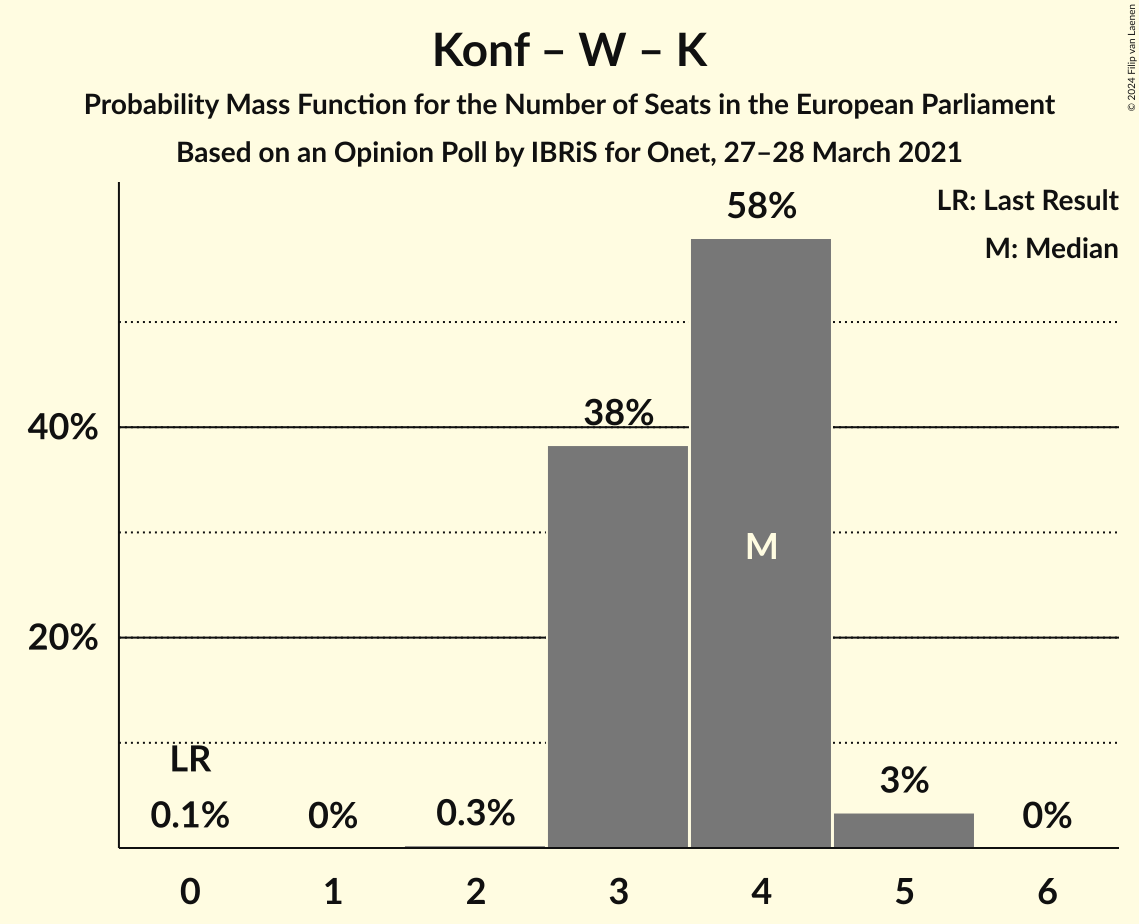 Konf – W – K
Probability Mass Function for the Number of Seats in the European Parliament
Based on an Opinion Poll by IBRiS for Onet, 27–28 March 2021
© 2024 Filip van Laenen
LR: Last Result
M: Median
58%
38%
40%
M
20%
LR
0.1%
0%
0.3%
3%
0%
0
1
2
3
4
5
6